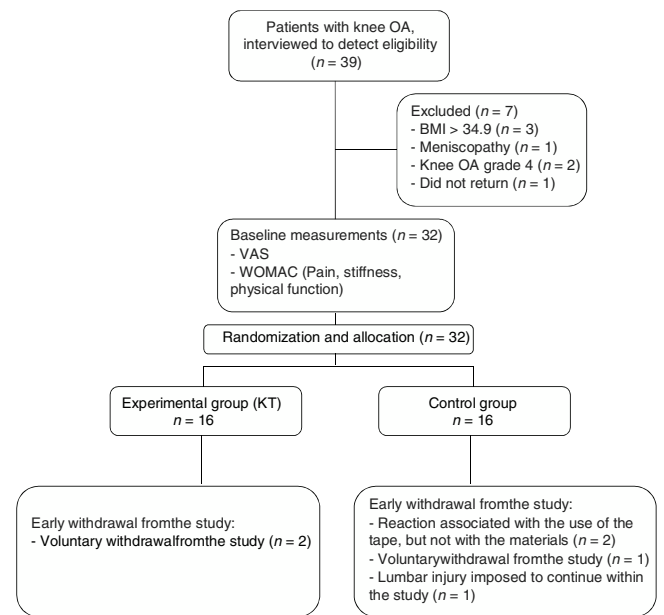 Patients with knee OA,
interviewed to detect eligibility
(n = 39)
Excluded (n = 7)
- BMI > 34.9 (n = 3)
- Meniscopathy (n = 1)
- Knee OA grade 4 (n = 2)
- Did not return (n = 1)
Baseline measurements (n = 32)
- VAS
- WOMAC (Pain, stiffness,
physical function)
Randomization and allocation (n = 32)
Experimental group (KT)
n = 16
Control group
n = 16
Early withdrawal fromthe study:
- Voluntary withdrawalfromthe study (n = 2)
Early withdrawal fromthe study:
- Reaction associated with the use of the
tape, but not with the materials (n = 2)
- Voluntarywithdrawal fromthe study (n = 1)
- Lumbar injury imposed to continue within
the study (n = 1)